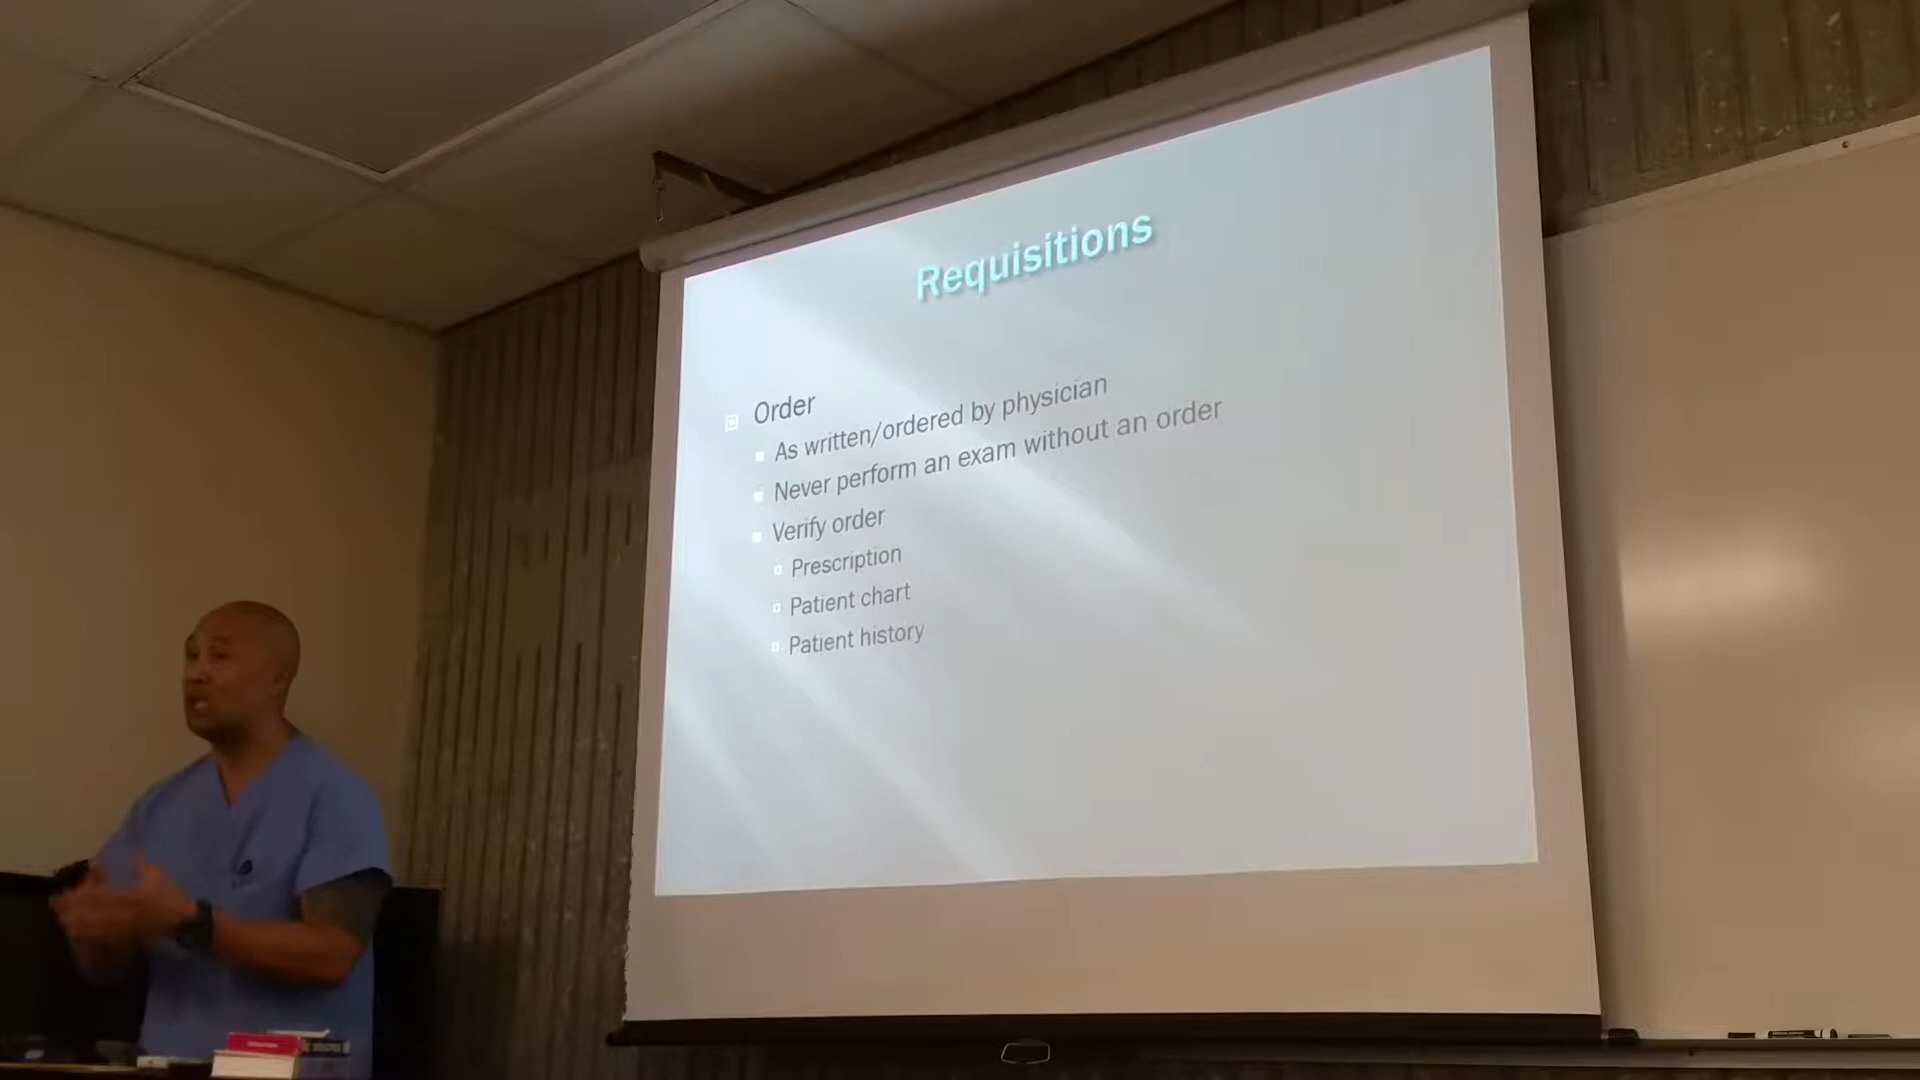 Requisitions
Order
As written/ordered by physician
Never perform an exam without an order
Verify order
Prescription
Patient chart
Patient history